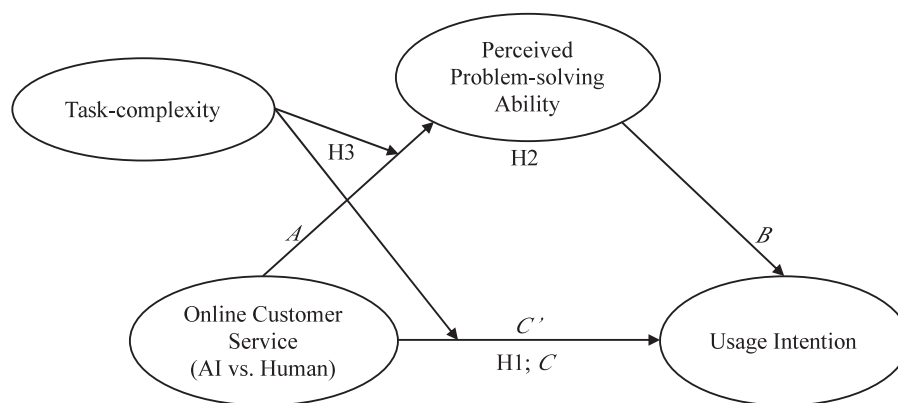 Perceived
Problem-solving
Ability
Task-complexity
H3
H2
A
B
Online Customer
Service
(AI vs. Human)
C'
H1; C
Usage Intention